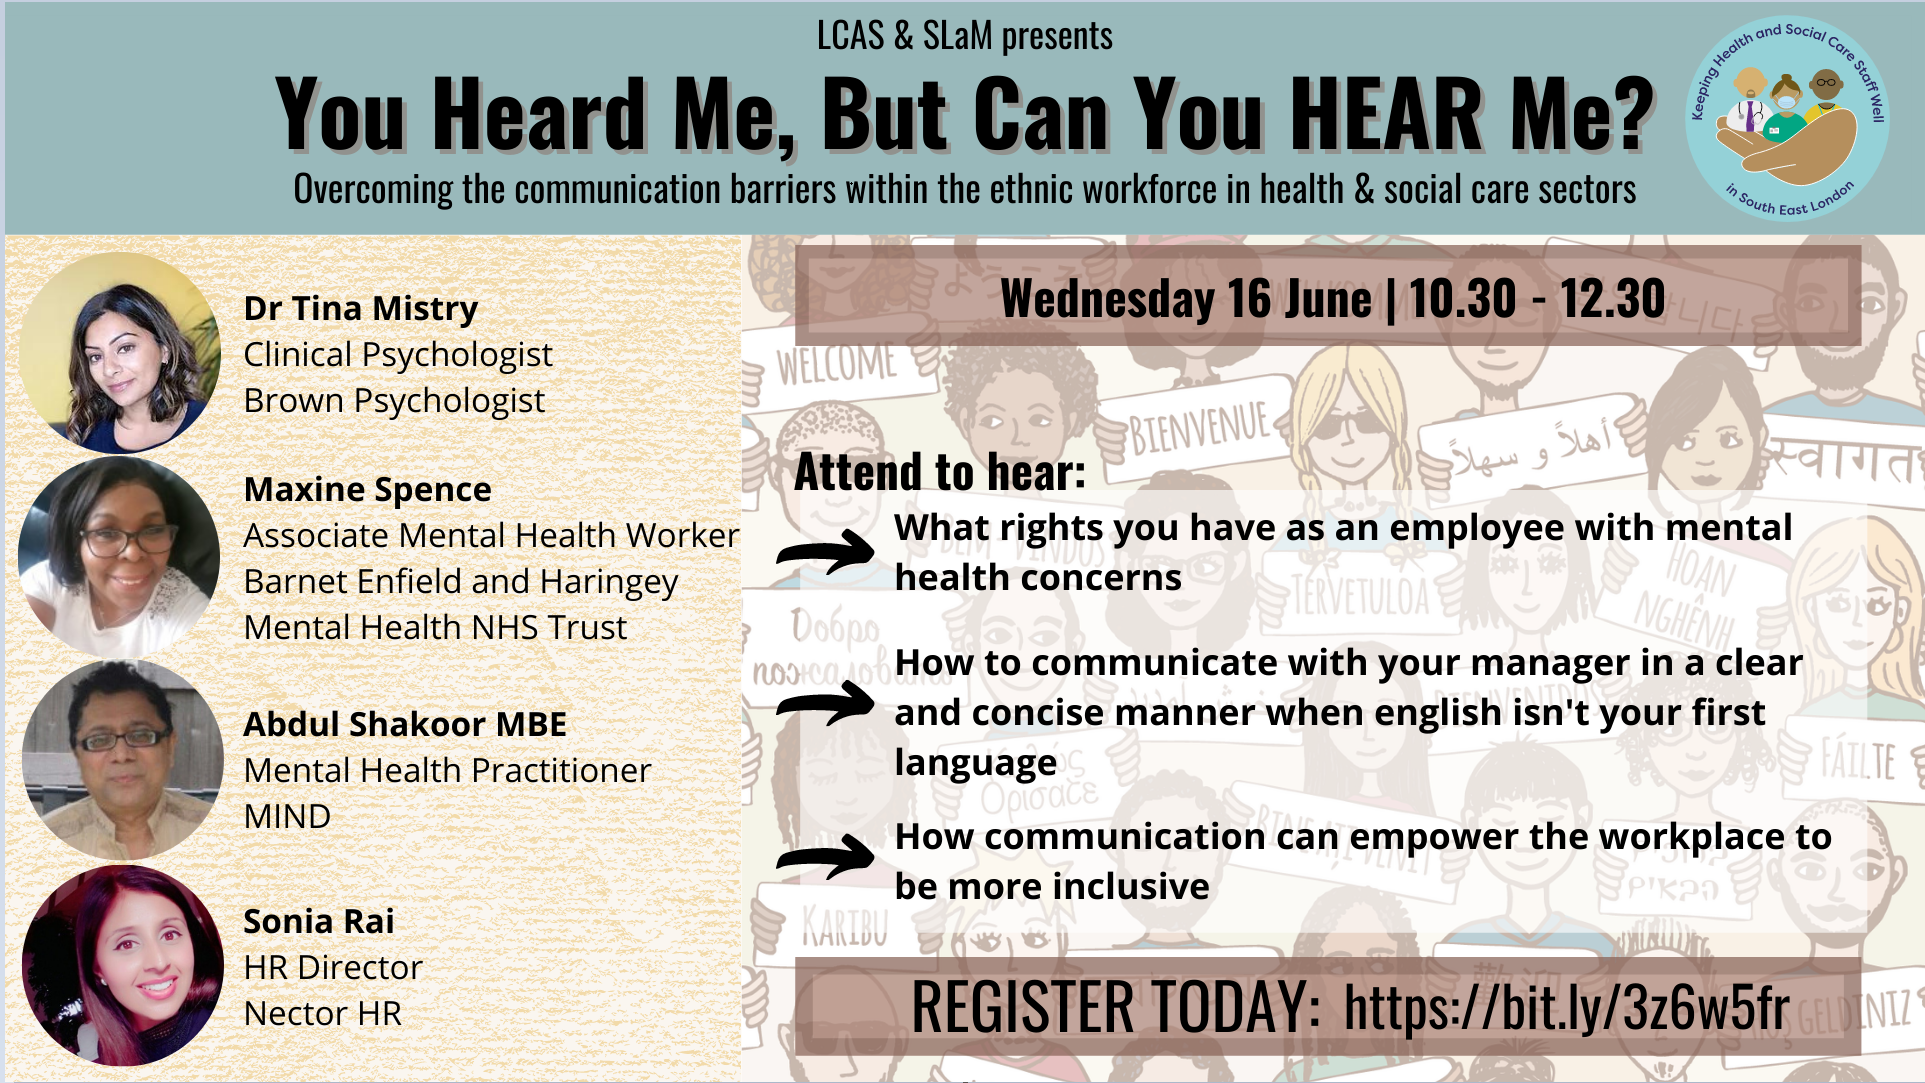 LCAS & SLaM presents
You Heard Me, But Can You HEAR Me?
Overcoming the communication barriers within the ethnic workforce in health & social care sectors
Keeping Health and Social Care Staff Well
in South East London
Dr Tina Mistry
Clinical Psychologist
Brown Psychologist
Maxine Spence
Associate Mental Health Worker
Barnet Enfield and Haringey
Mental Health NHS Trust
Abdul Shakoor MBE
Mental Health Practitioner
MIND
Sonia Rai
HR Director
Nector HR
Wednesday 16 June | 10.30 - 12.30
WELCOME
BIENVENUE
أهلاً و سهلاً
स्वागत
Attend to hear:
What rights you have as an employee with mental
health concerns
TERVETULOA
HOAN
NGHÊNH
Добро
How to communicate with your manager in a clear
and concise manner when english isn't your first
language
FÁILTE
How communication can empower the workplace to
be more inclusive
KARIBU
REGISTER TODAY: https://bit.ly/3z6w5fr
GELDINIZ